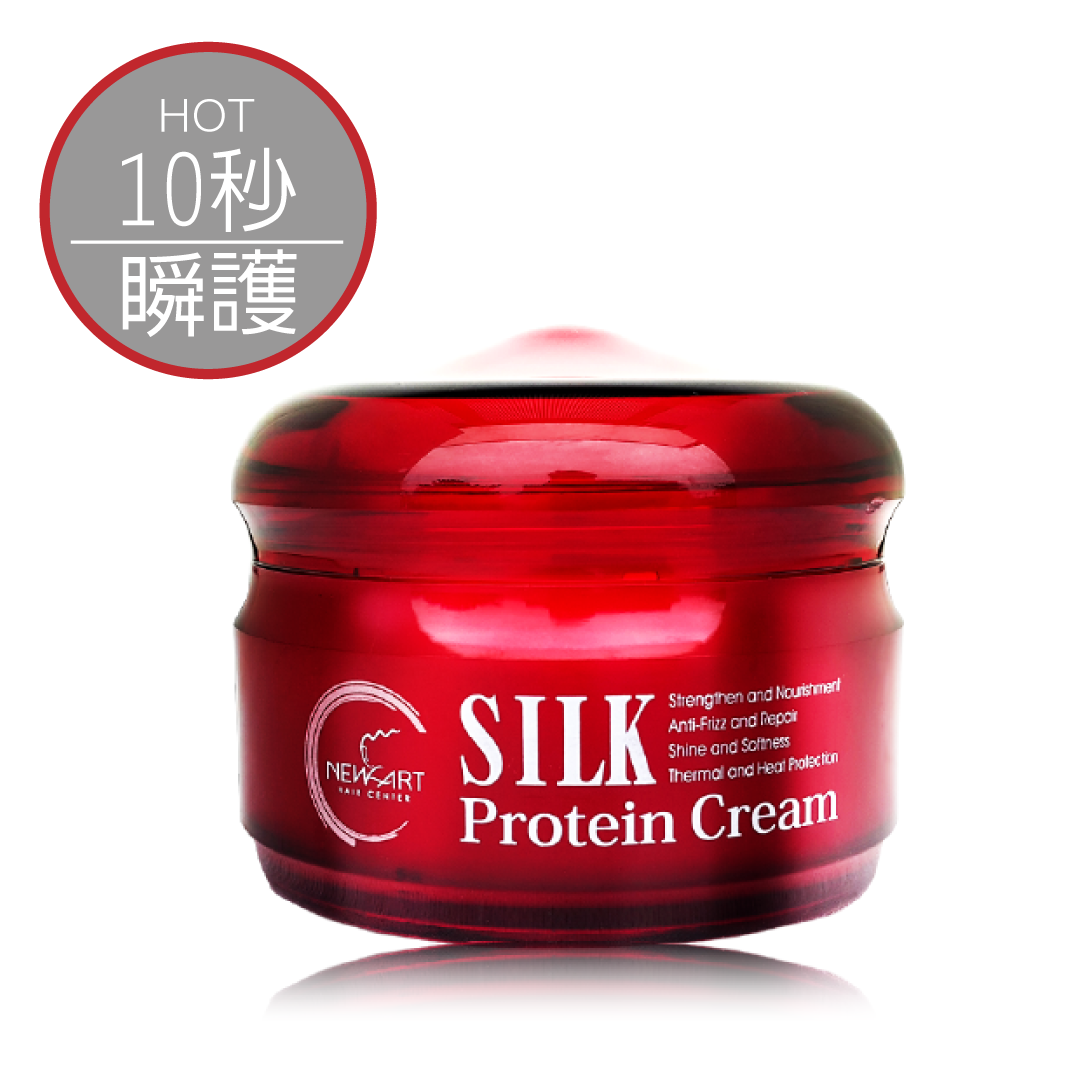 HOT
10秒
瞬護
NEW ART
HAIR CENTER
SILK
Strengthen and Nourishment
Anti-Frizz and Repair
Shine and Softness
Thermal and Heat Protection
Protein Cream